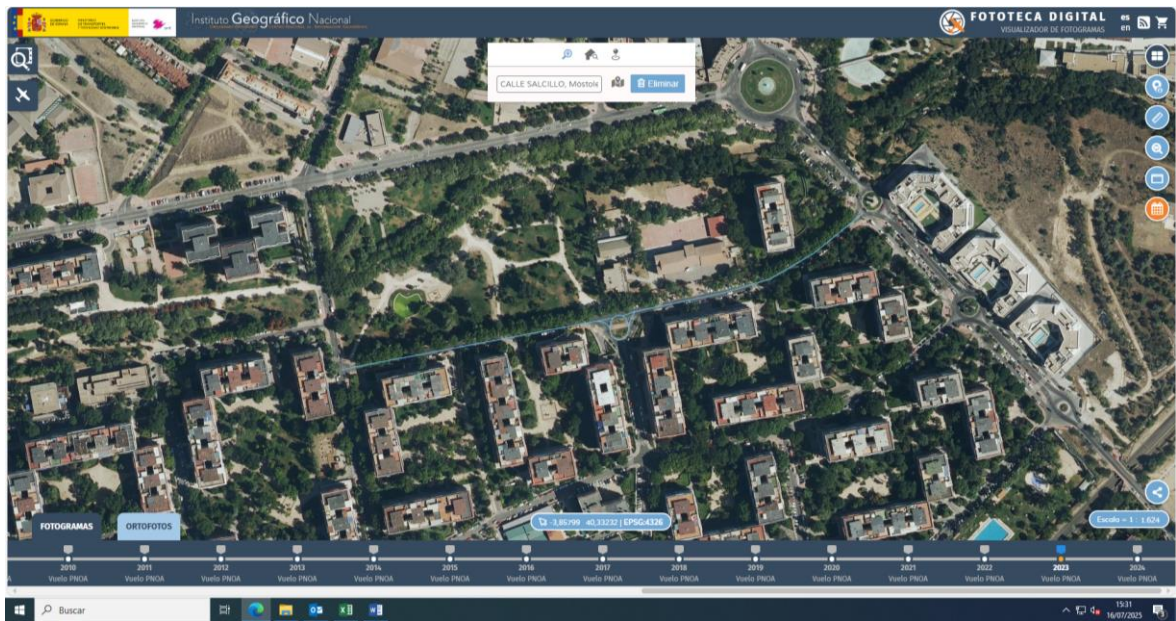 Instituto Geográfico Nacional
FOTOTECA DIGITAL
VISUALIZADOR DE FOTOGRAMAS
es
en
CALLE SALCILLO, Móstole
Eliminar
FOTOGRAMAS
ORTOFOTOS
-3,86799 40,33232 | EPSG:4326
Escala = 1 : 1.624
2010 2011 2012 2013 2014 2015 2016 2017 2018 2019 2020 2021 2022 2023 2024
A Vuelo PNOA Vuelo PNOA Vuelo PNOA Vuelo PNOA Vuelo PNOA Vuelo PNOA Vuelo PNOA Vuelo PNOA Vuelo PNOA Vuelo PNOA Vuelo PNOA Vuelo PNOA Vuelo PNOA Vuelo PNOA Vuelo PNOA
Buscar
15:31
16/07/2025